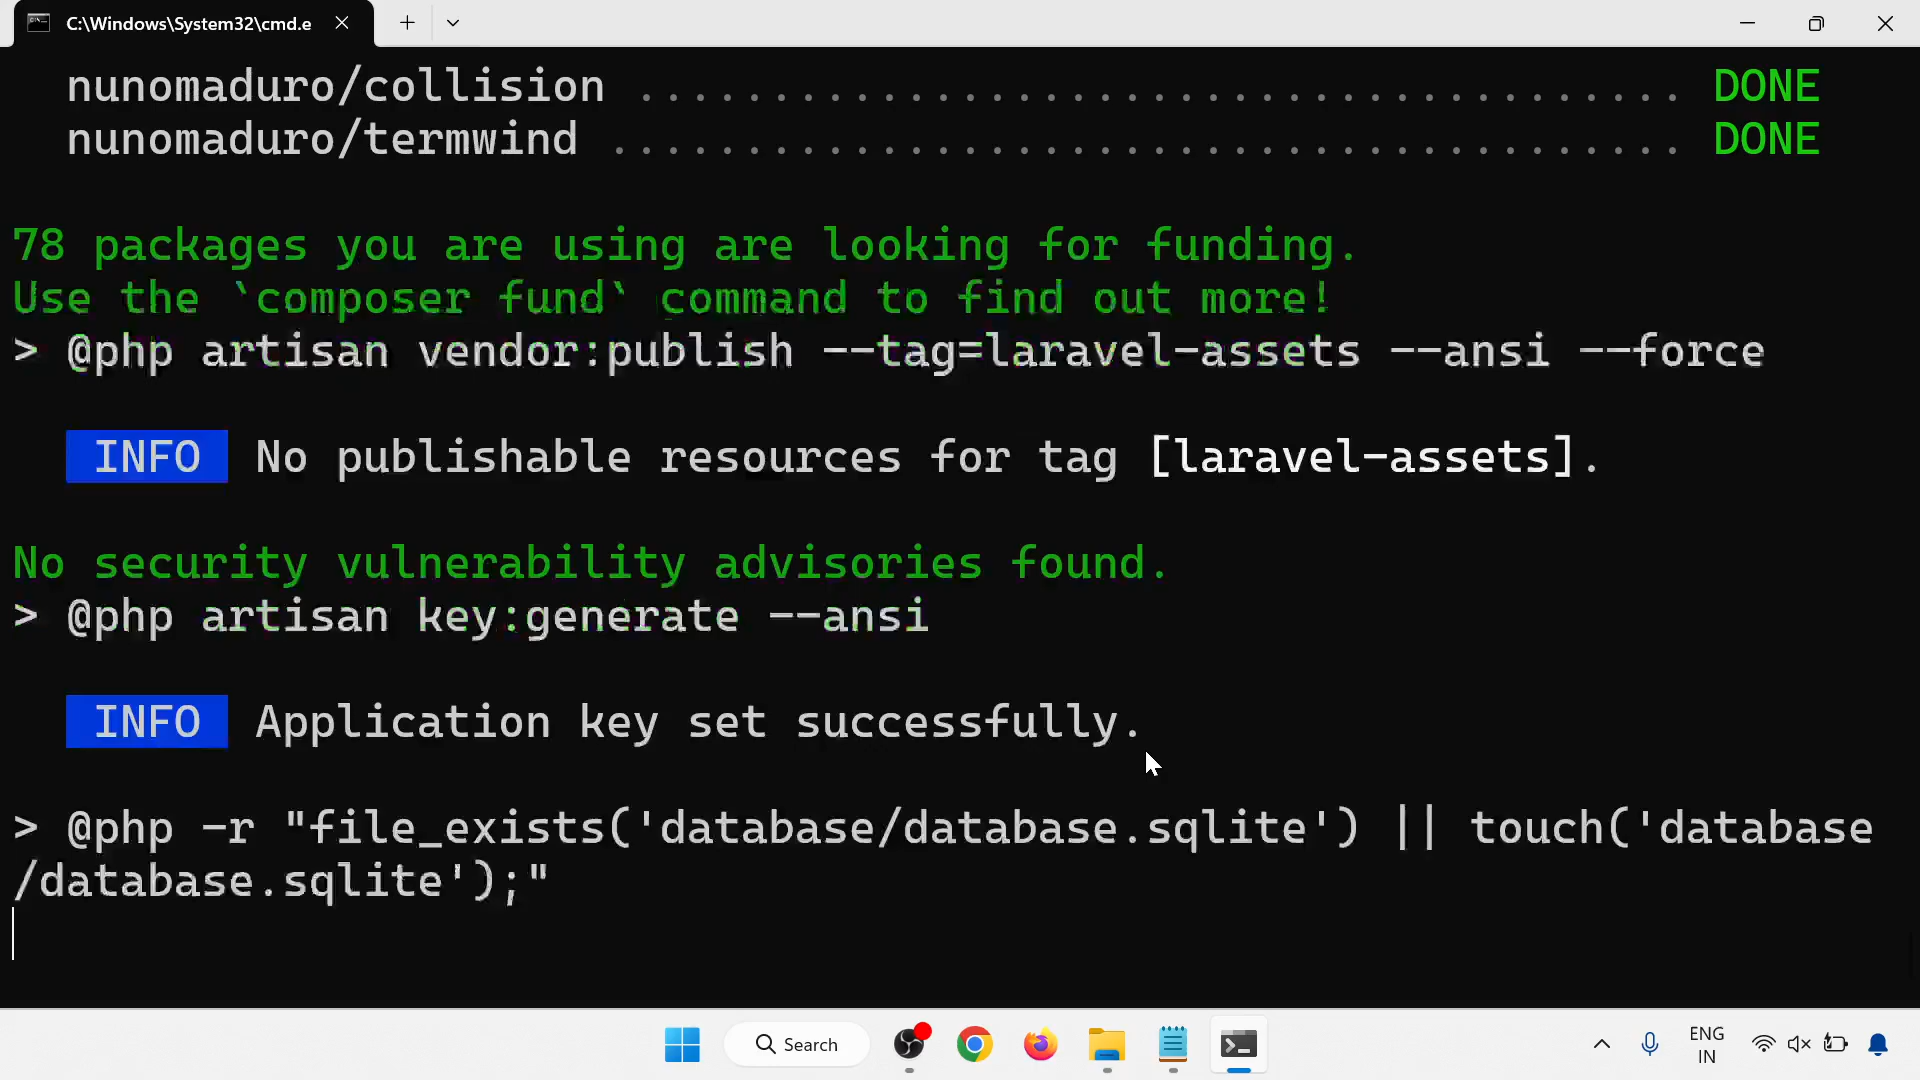 C:\Windows\System32\cmd.e
nunomaduro/collision ....................................... DONE
nunomaduro/termwind ........................................ DONE
78 packages you are using are looking for funding.
Use the `composer fund` command to find out more!
> @php artisan vendor:publish --tag=laravel-assets --ansi --force
INFO No publishable resources for tag [laravel-assets].
No security vulnerability advisories found.
> @php artisan key:generate --ansi
INFO Application key set successfully.
> @php -r "file_exists('database/database.sqlite') || touch('database
/database.sqlite');"
Search
ENG
IN